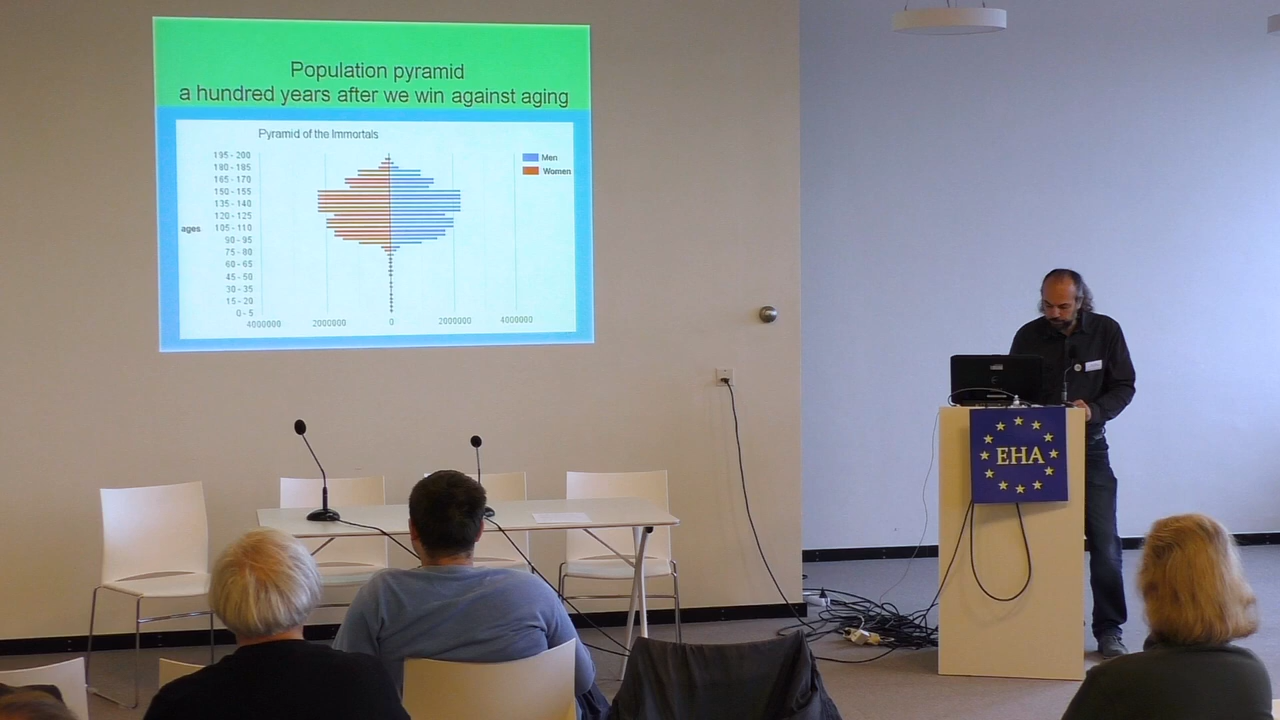 Population pyramid
a hundred years after we win against aging
Pyramid of the Immortals
Men
Women
ages
195 - 200
180 - 185
165 - 170
150 - 155
135 - 140
120 - 125
105 - 110
90 - 95
75 - 80
60 - 65
45 - 50
30 - 35
15 - 20
0 - 5
4000000 2000000 0 2000000 4000000
EHA